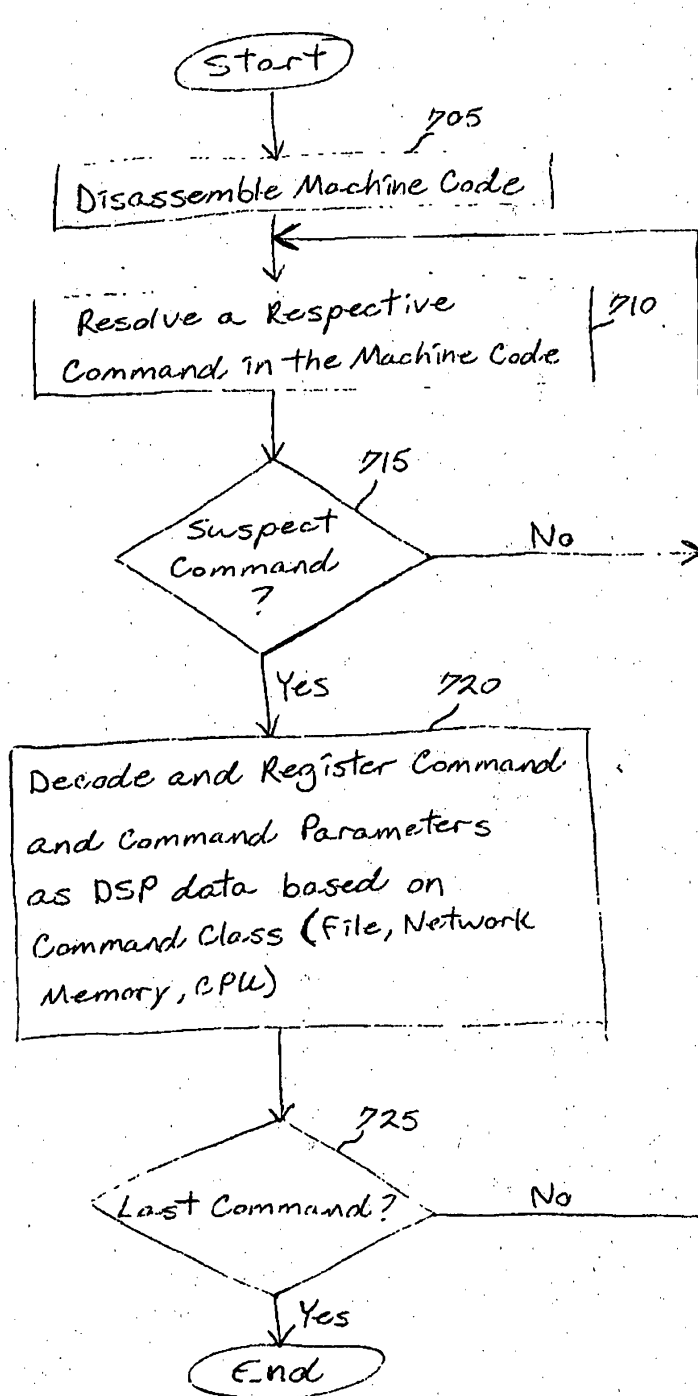 Start
705
Disassemble Machine Code
Resolve a Respective
Command in the Machine Code
710
715
Suspect
Command
?
No
Yes
720
Decode and Register Command
and Command Parameters
as DSP data based on
Command Class (File, Network
Memory, CPU)
725
Last Command?
No
Yes
End